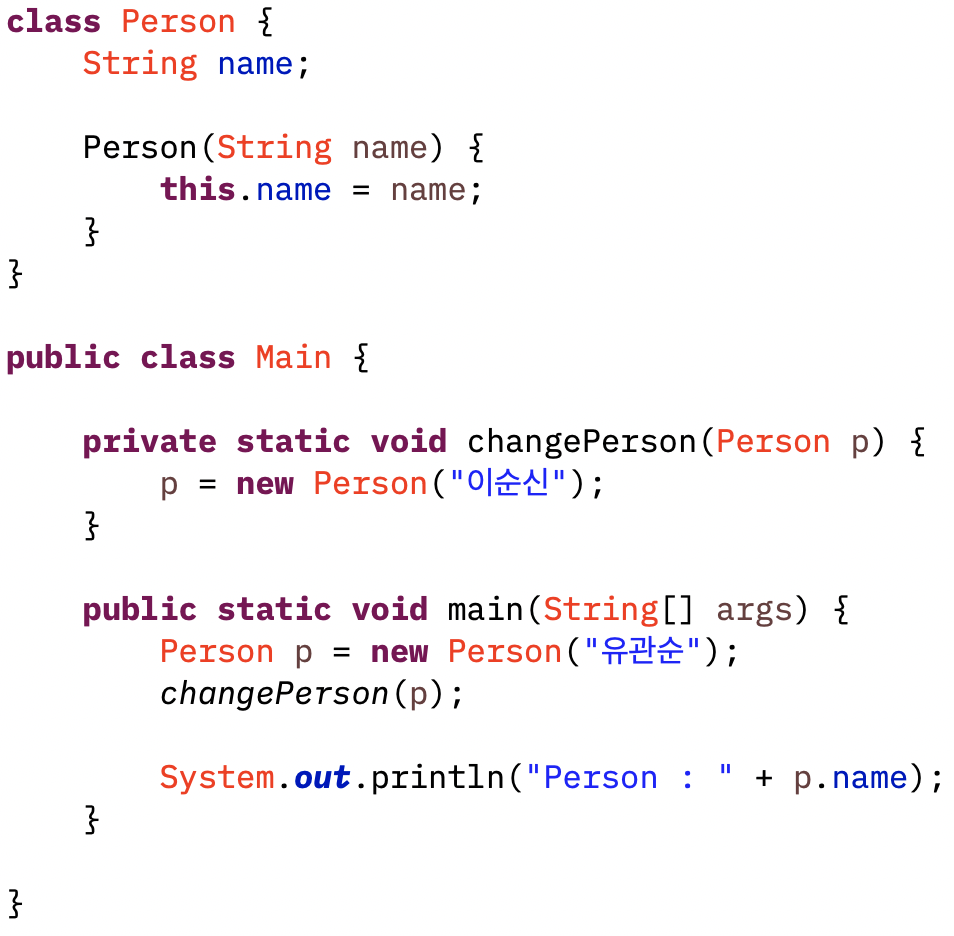 class Person {
    String name;

    Person(String name) {
        this.name = name;
    }
}

public class Main {

    private static void changePerson(Person p) {
        p = new Person("이순신");
    }

    public static void main(String[] args) {
        Person p = new Person("유관순");
        changePerson(p);

        System.out.println("Person : " + p.name);
    }

}